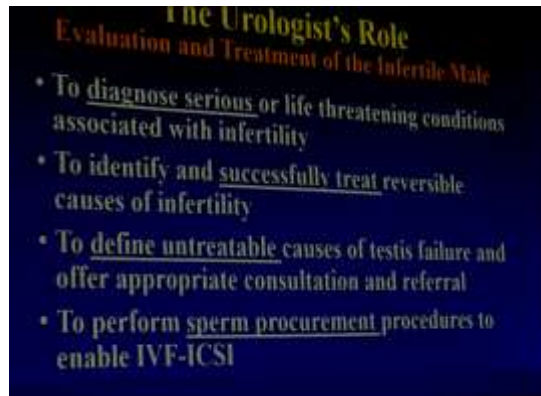 The Urologist's Role
Evaluation and Treatment of the Infertile Male
• To diagnose serious or life threatening conditions
associated with infertility
• To identify and successfully treat reversible
causes of infertility
• To define untreatable causes of testis failure and
offer appropriate consultation and referral
• To perform sperm procurement procedures to
enable IVF-ICSI